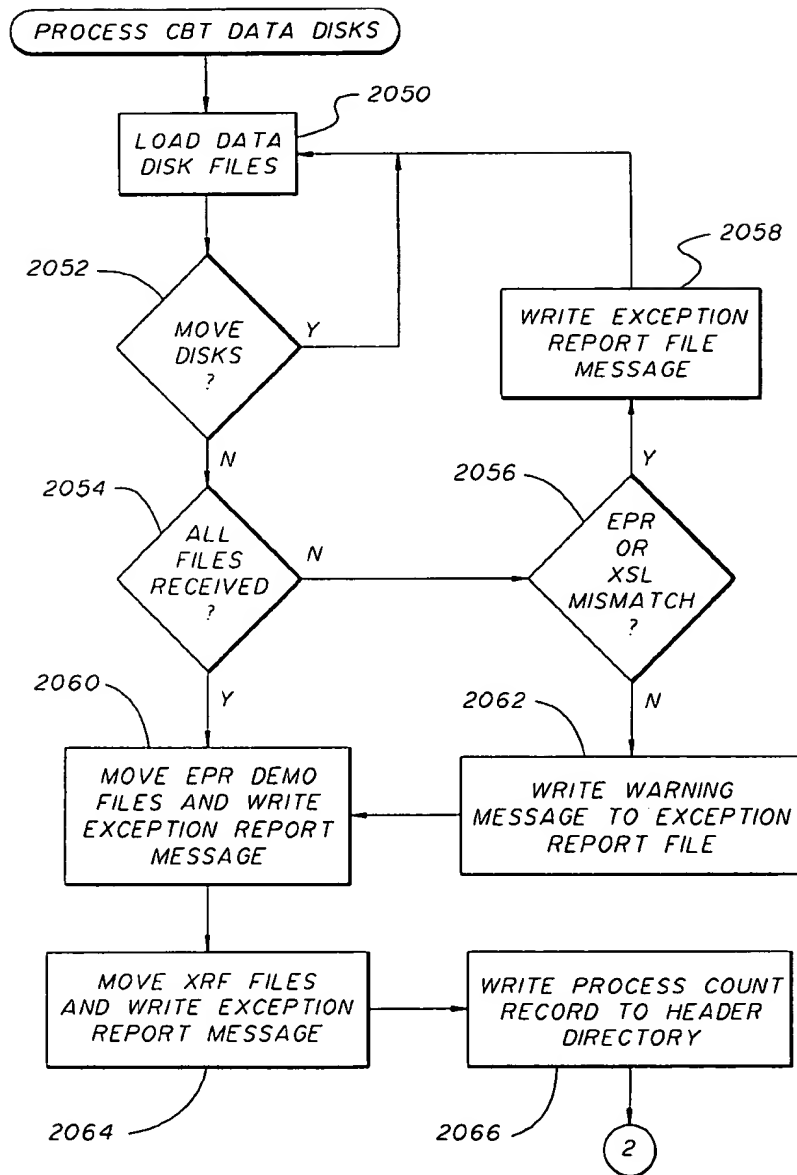 PROCESS CBT DATA DISKS
2050
LOAD DATA
DISK FILES
2052
MOVE
DISKS
?
Y
N
2058
WRITE EXCEPTION
REPORT FILE
MESSAGE
2054
ALL
FILES
RECEIVED
?
N
Y
2056
EPR
OR
XSL
MISMATCH
?
Y
N
2060
MOVE EPR DEMO
FILES AND WRITE
EXCEPTION REPORT
MESSAGE
2062
WRITE WARNING
MESSAGE TO EXCEPTION
REPORT FILE
MOVE XRF FILES
AND WRITE EXCEPTION
REPORT MESSAGE
2064
WRITE PROCESS COUNT
RECORD TO HEADER
DIRECTORY
2066
2